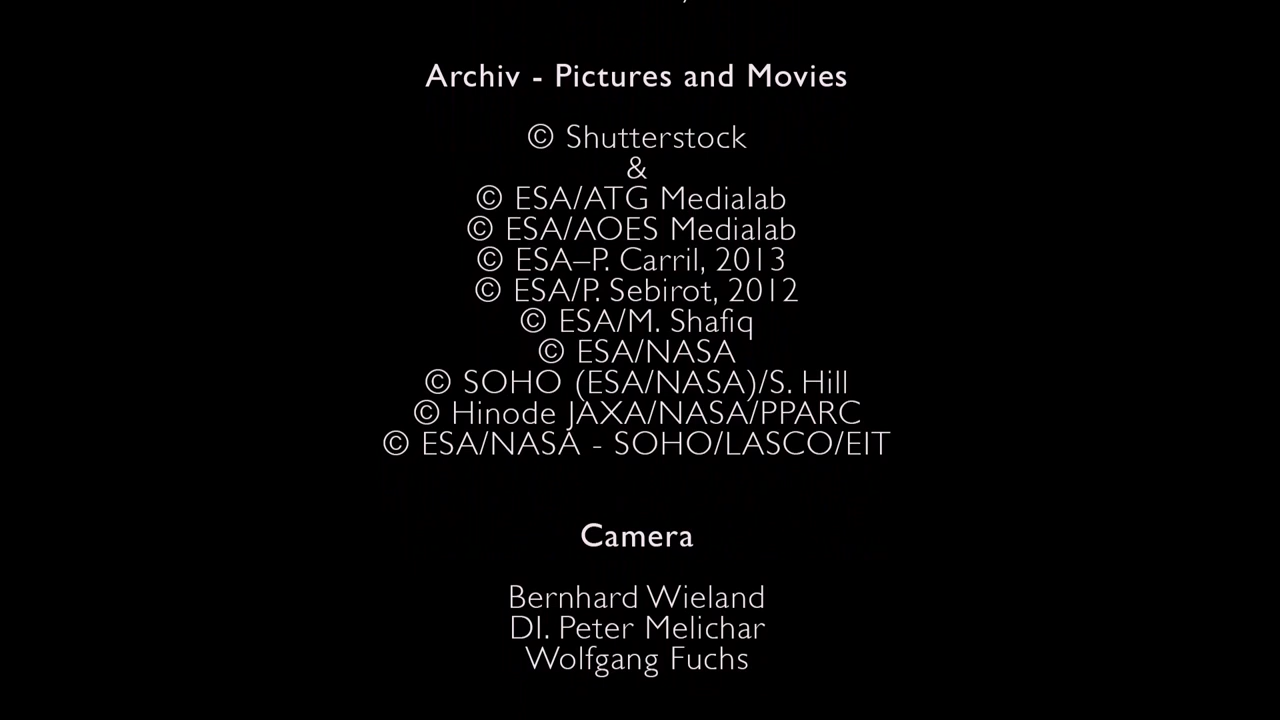 Archiv - Pictures and Movies
© Shutterstock
&
© ESA/ATG Medialab
© ESA/AOES Medialab
© ESA–P. Carril, 2013
© ESA/P. Sebirot, 2012
© ESA/M. Shafiq
© ESA/NASA
© SOHO (ESA/NASA)/S. Hill
© Hinode JAXA/NASA/PPARC
© ESA/NASA - SOHO/LASCO/EIT
Camera
Bernhard Wieland
DI. Peter Melichar
Wolfgang Fuchs